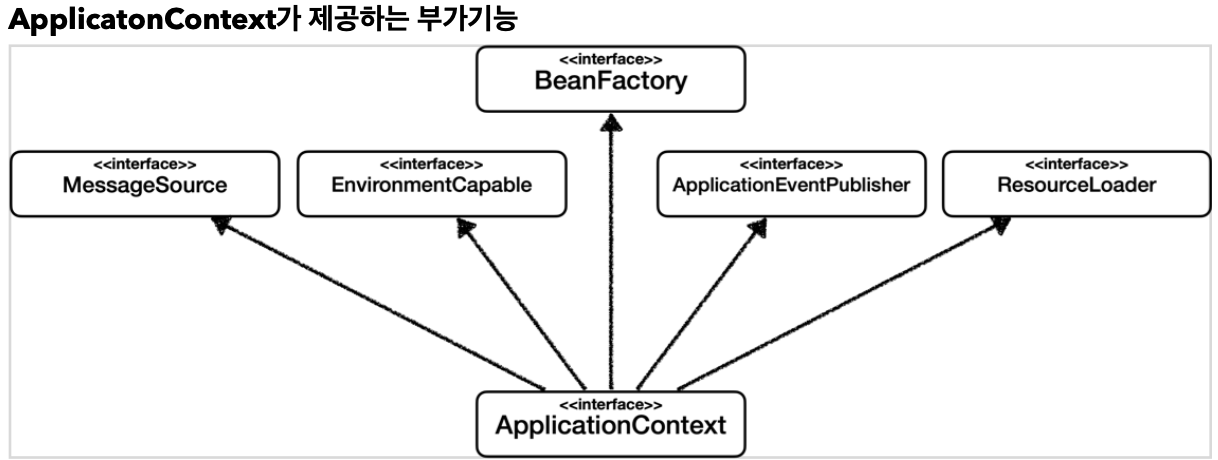 ApplicatonContext가 제공하는 부가기능
<<interface>>
BeanFactory
<<interface>>
MessageSource
<<interface>>
EnvironmentCapable
<<interface>>
ApplicationEventPublisher
<<interface>>
ResourceLoader
<<interface>>
ApplicationContext